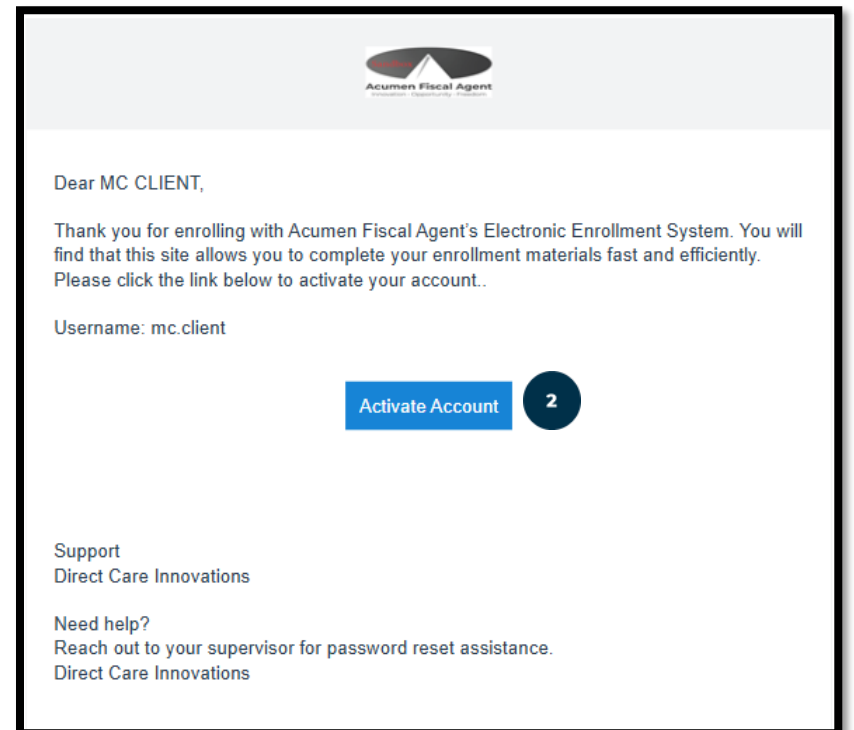 Acumen Fiscal Agent
Dear MC CLIENT,
Thank you for enrolling with Acumen Fiscal Agent’s Electronic Enrollment System. You will
find that this site allows you to complete your enrollment materials fast and efficiently.
Please click the link below to activate your account..
Username: mc.client
Activate Account
2
Support
Direct Care Innovations
Need help?
Reach out to your supervisor for password reset assistance.
Direct Care Innovations